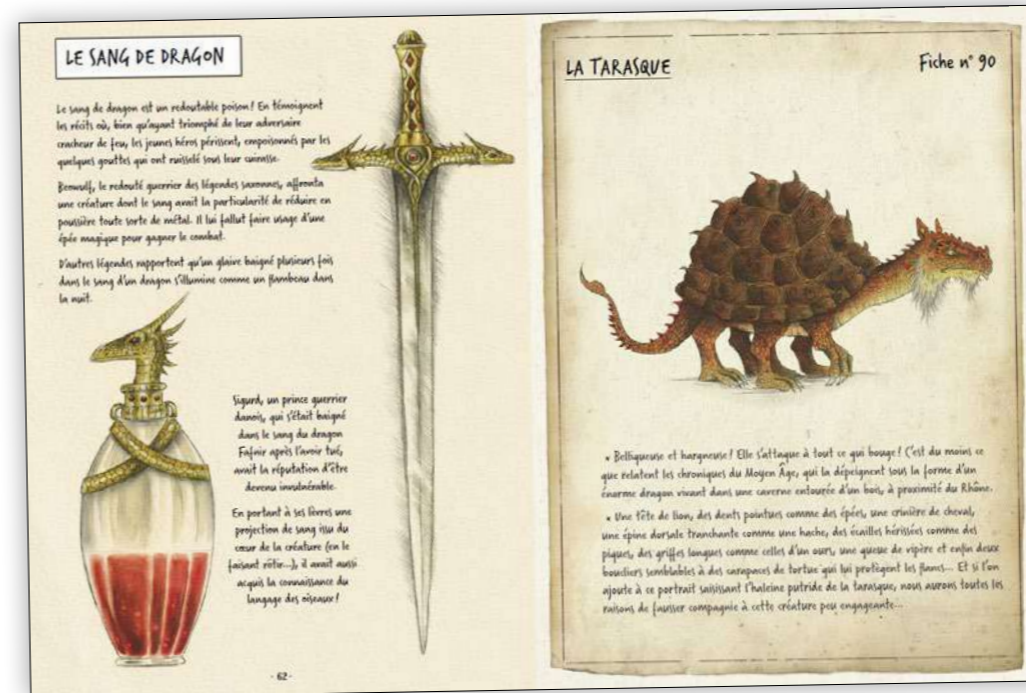 LE SANG DE DRAGON
Le sang de dragon est un redoutable poison ! En témoignent
les récits où, bien qu'ayant triomphé de leur adversaire
cracheur de feu, les jeunes héros périssent, empoisonnés par les
quelques gouttes qui ont ruisselé sous leur cuirasse.
Beowulf, le redouté guerrier des légendes saxonnes, affronta
une créature dont le sang avait la particularité de réduire en
poussière toute sorte de métal. Il lui fallut faire usage d'une
épée magique pour gagner le combat.
D'autres légendes rapportent qu'un glaive baigné plusieurs fois
dans le sang d'un dragon s'illumine comme un flambeau dans
la nuit.
Sigurd, un prince guerrier
danois, qui s'était baigné
dans le sang du dragon
Fafnir après l'avoir tué,
avait la réputation d'être
devenu invulnérable.
En portant à ses lèvres une
projection de sang issu du
cœur de la créature (en le
faisant rôtir...), il avait aussi
acquis la connaissance du
langage des oiseaux !
- 62 -
LA TARASQUE
Fiche n° 90
• Belliqueuse et hargneuse ! Elle s'attaque à tout ce qui bouge ! C'est du moins ce
que relatent les chroniques du Moyen Âge, qui la dépeignent sous la forme d'un
énorme dragon vivant dans une caverne entourée d'un bois, à proximité du Rhône.
• Une tête de lion, des dents pointues comme des épées, une crinière de cheval,
une épine dorsale tranchante comme une hache, des écailles hérissées comme des
piques, des griffes longues comme celles d'un ours, une queue de vipère et enfin deux
boucliers semblables à des carapaces de tortue qui lui protègent les flancs... Et si l'on
ajoute à ce portrait saisissant l'haleine putride de la tarasque, nous aurons toutes les
raisons de fausser compagnie à cette créature peu engageante...